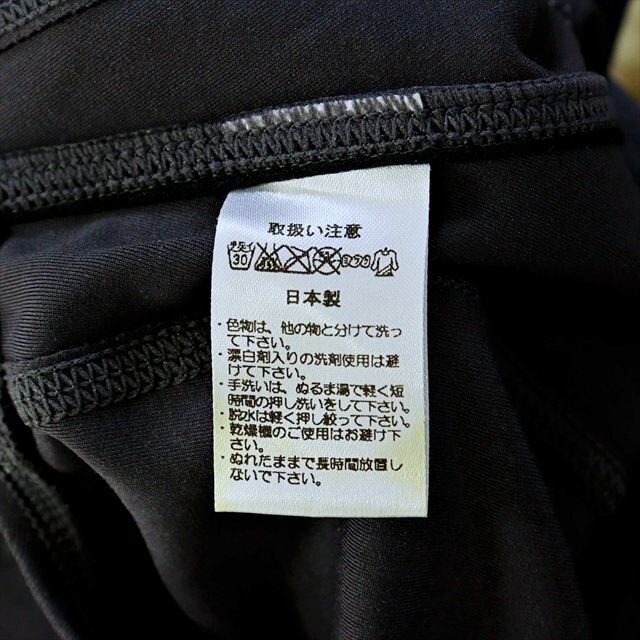 取扱い注意
手洗イ
30
日本製
・色物は、他の物と分けて洗っ
て下さい。
・漂白剤入りの洗剤使用は避
けて下さい。
・手洗いは、ぬるま湯で軽く短
時間の押し洗いをして下さい。
・脱水は軽く押し絞って下さい。
・乾燥機のご使用はお避け下
さい。
・ぬれたままで長時間放置し
ないで下さい。